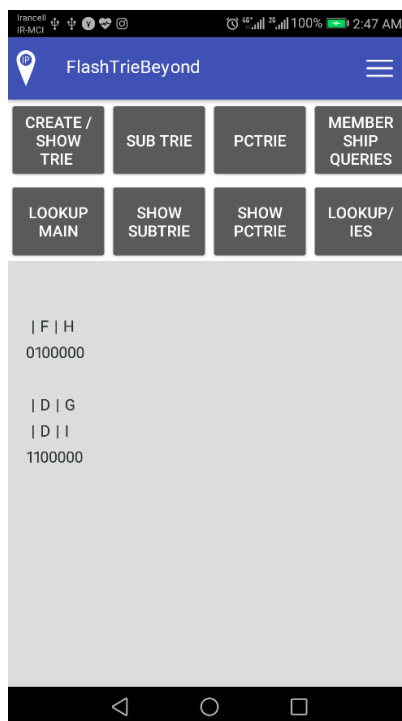 Irancell
IR-MCI
100% 2:47 AM
IP
FlashTrieBeyond
CREATE / SHOW TRIE
SUB TRIE
PCTRIE
MEMBER SHIP QUERIES
LOOKUP MAIN
SHOW SUBTRIE
SHOW PCTRIE
LOOKUP/ IES
| F | H
0100000
| D | G
| D | I
1100000